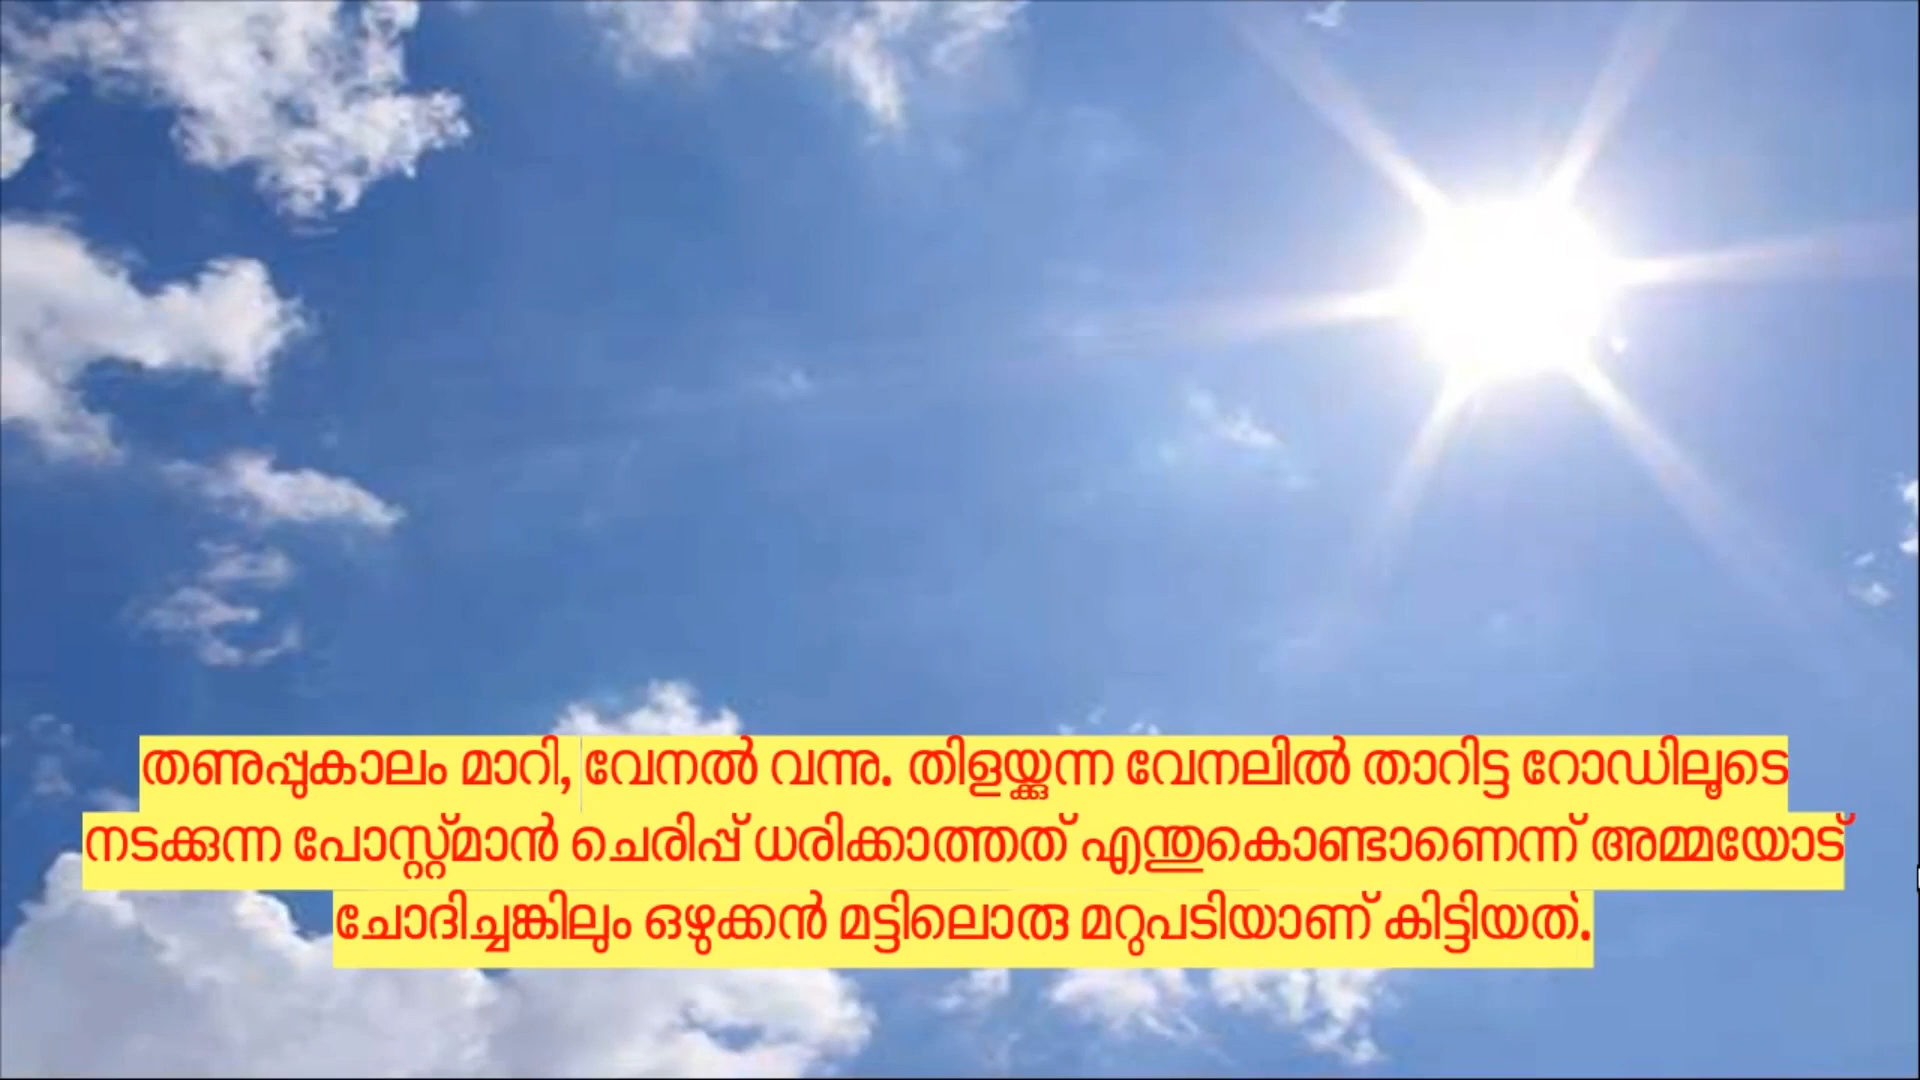 തണുപ്പുകാലം മാറി, വേനൽ വന്നു. തിളയ്ക്കുന്ന വേനലിൽ താറിട്ട റോഡിലൂടെ
നടക്കുന്ന പോസ്റ്റ്മാൻ ചെരിപ്പ് ധരിക്കാത്തത് എന്തുകൊണ്ടാണെന്ന് അമ്മയോട്
ചോദിച്ചങ്കിലും ഒഴുക്കൻ മട്ടിലൊരു മറുപടിയാണ് കിട്ടിയത്.